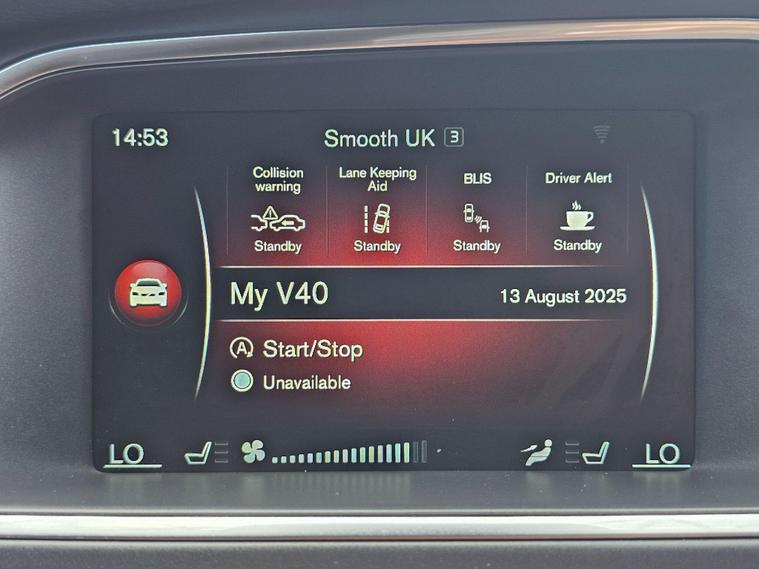 14:53
Smooth UK 3
Collision
warning
Standby
Lane Keeping
Aid
Standby
BLIS
Standby
Driver Alert
Standby
My V40
13 August 2025
A Start/Stop
Unavailable
LO
LO